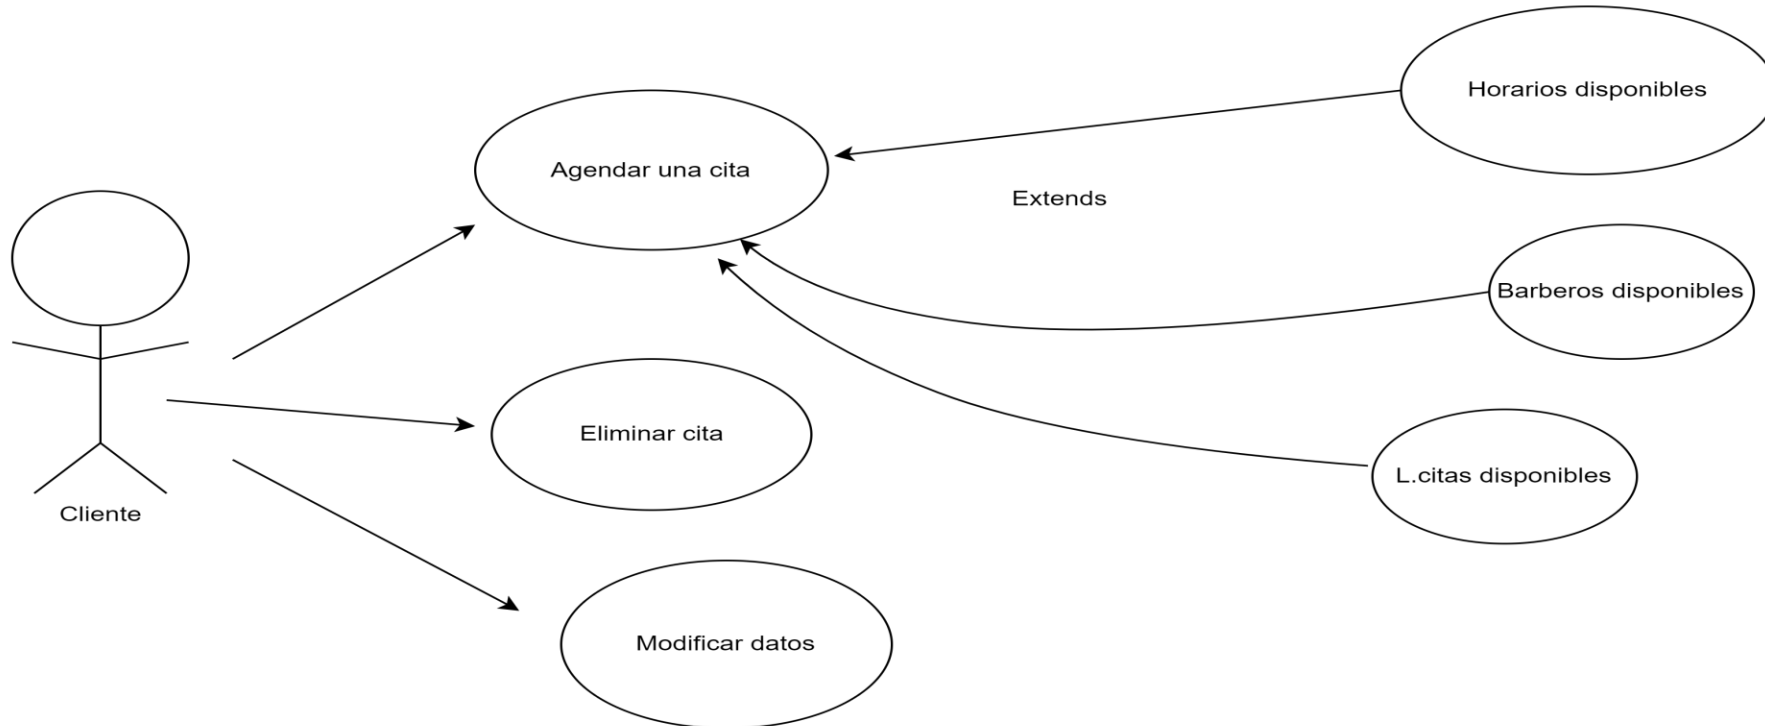 Horarios disponibles
Agendar una cita
Extends
Barberos disponibles
Eliminar cita
L.citas disponibles
Cliente
Modificar datos